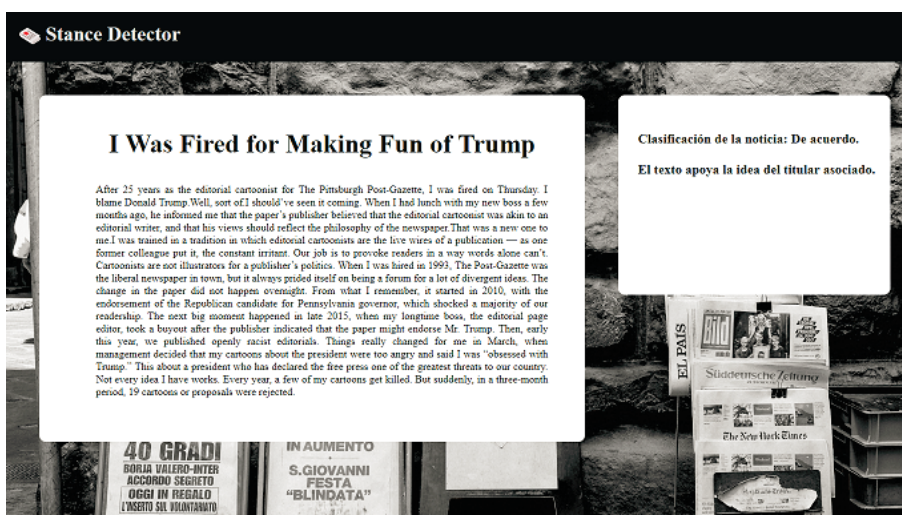 Stance Detector
I Was Fired for Making Fun of Trump
After 25 years as the editorial cartoonist for The Pittsburgh Post-Gazette, I was fired on Thursday. I
blame Donald Trump.Well, sort of.I should've seen it coming. When I had lunch with my new boss a few
months ago, he informed me that the paper's publisher believed that the editorial cartoonist was akin to an
editorial writer, and that his views should reflect the philosophy of the newspaper.That was a new one to
me.I was trained in a tradition in which editorial cartoonists are the live wires of a publication — as one
former colleague put it, the constant irritant. Our job is to provoke readers in a way words alone can't.
Cartoonists are not illustrators for a publisher's politics. When I was hired in 1993, The Post-Gazette was
the liberal newspaper in town, but it always prided itself on being a forum for a lot of divergent ideas. The
change in the paper did not happen overnight. From what I remember, it started in 2010, with the
endorsement of the Republican candidate for Pennsylvania governor, which shocked a majority of our
readership. The next big moment happened in late 2015, when my longtime boss, the editorial page
editor, took a buyout after the publisher indicated that the paper might endorse Mr. Trump. Then, early
this year, we published openly racist editorials. Things really changed for me in March, when
management decided that my cartoons about the president were too angry and said I was "obsessed with
Trump." This about a president who has declared the free press one of the greatest threats to our country.
Not every idea I have works. Every year, a few of my cartoons get killed. But suddenly, in a three-month
period, 19 cartoons or proposals were rejected.
Clasificación de la noticia: De acuerdo.
El texto apoya la idea del titular asociado.
EL PAÍS
Bild
Süddeutsche Zeitung
The New York Times
40 GRADI
BORJA VALERO-INTER
ACCORDO SEGRETO
OGGI IN REGALO
L'INSERTO SUL VOLONTARIATO
IN AUMENTO
S.GIOVANNI
FESTA
"BLINDATA"